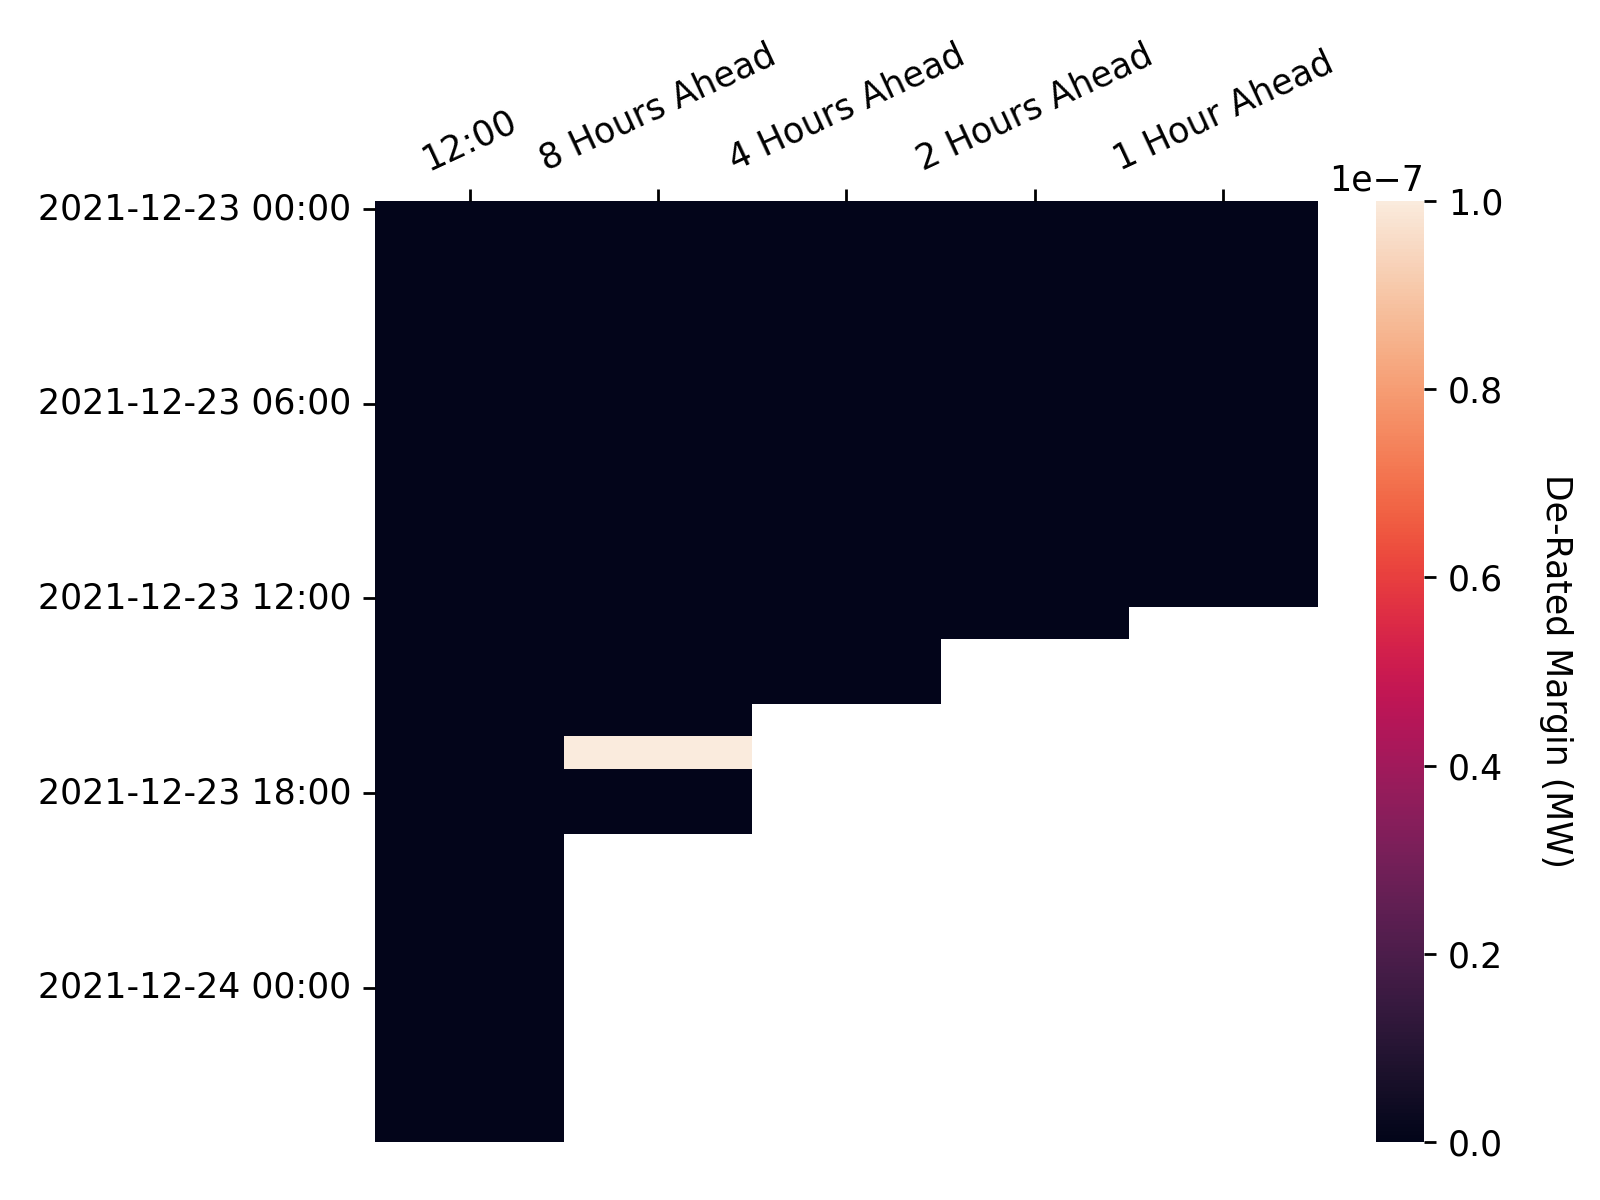 12:00
8 Hours Ahead
4 Hours Ahead
2 Hours Ahead
1 Hour Ahead
1e−7
2021-12-23 00:00
2021-12-23 06:00
2021-12-23 12:00
2021-12-23 18:00
2021-12-24 00:00
1.0
0.8
0.6
0.4
0.2
0.0
De-Rated Margin (MW)